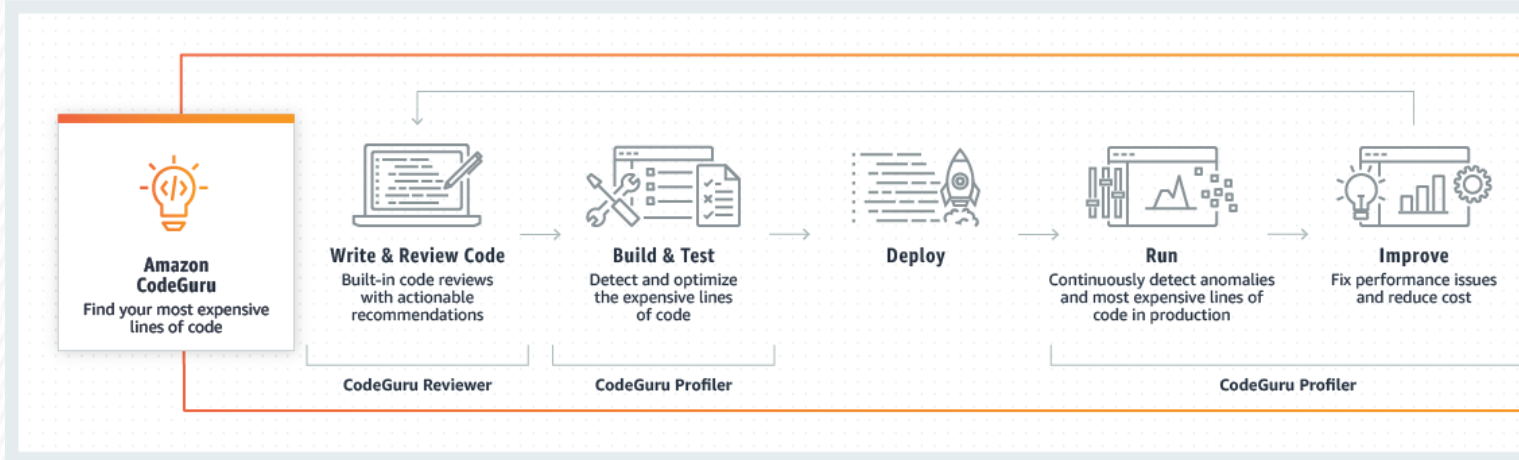 Amazon
CodeGuru
Find your most expensive
lines of code
Write & Review Code
Built-in code reviews
with actionable
recommendations
CodeGuru Reviewer
Build & Test
Detect and optimize
the expensive lines
of code
CodeGuru Profiler
Deploy
Run
Continuously detect anomalies
and most expensive lines of
code in production
Improve
Fix performance issues
and reduce cost
CodeGuru Profiler